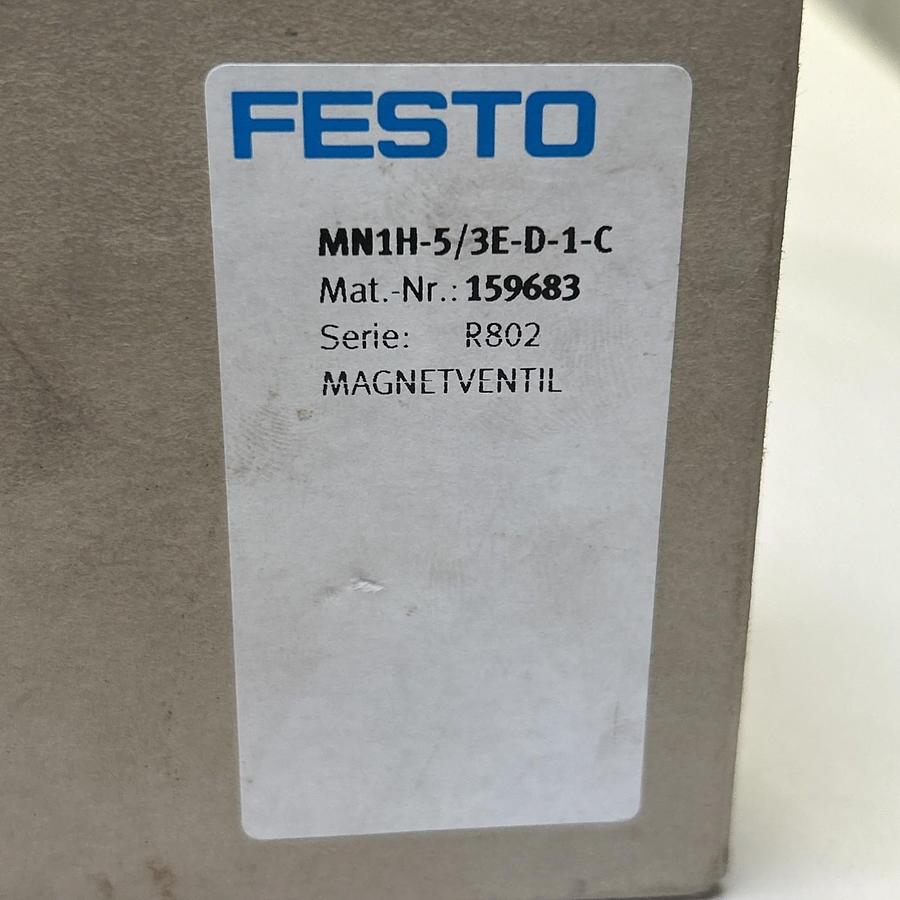 FESTO
MN1H-5/3E-D-1-C
Mat.-Nr.: 159683
Serie: R802
MAGNETVENTIL